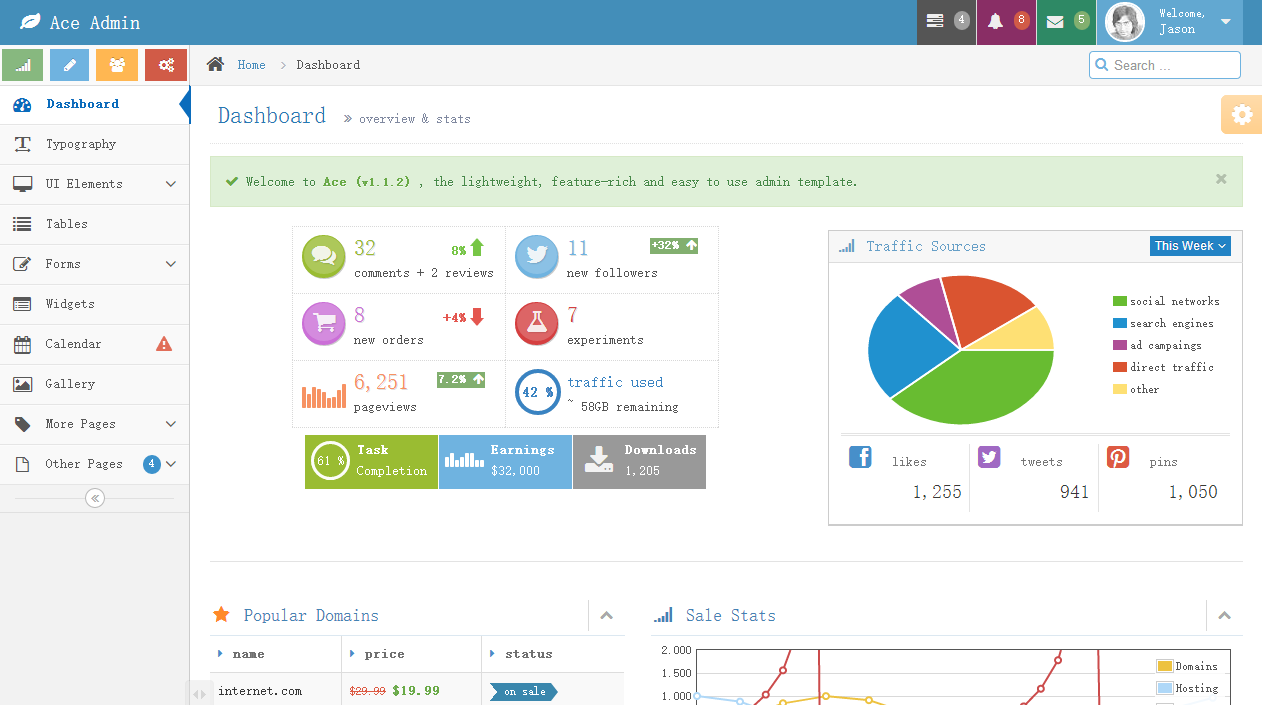 Ace Admin
4
8
5
Welcome,
Jason
Home
Dashboard
Search ...
Dashboard
Typography
UI Elements
Tables
Forms
Widgets
Calendar
Gallery
More Pages
Other Pages 4
Dashboard » overview & stats
Welcome to Ace (v1.1.2) , the lightweight, feature-rich and easy to use admin template.
32 8%
comments + 2 reviews
11 +32%
new followers
8 +4%
new orders
7
experiments
6,251 7.2%
pageviews
42 % traffic used
~ 58GB remaining
61 % Task
Completion
Earnings
$32,000
Downloads
1,205
Traffic Sources This Week
social networks
search engines
ad campaings
direct traffic
other
likes
1,255
tweets
941
pins
1,050
Popular Domains
name price status
internet.com $29.99 $19.99 on sale
Sale Stats
2.000
1.500
1.000
Domains
Hosting